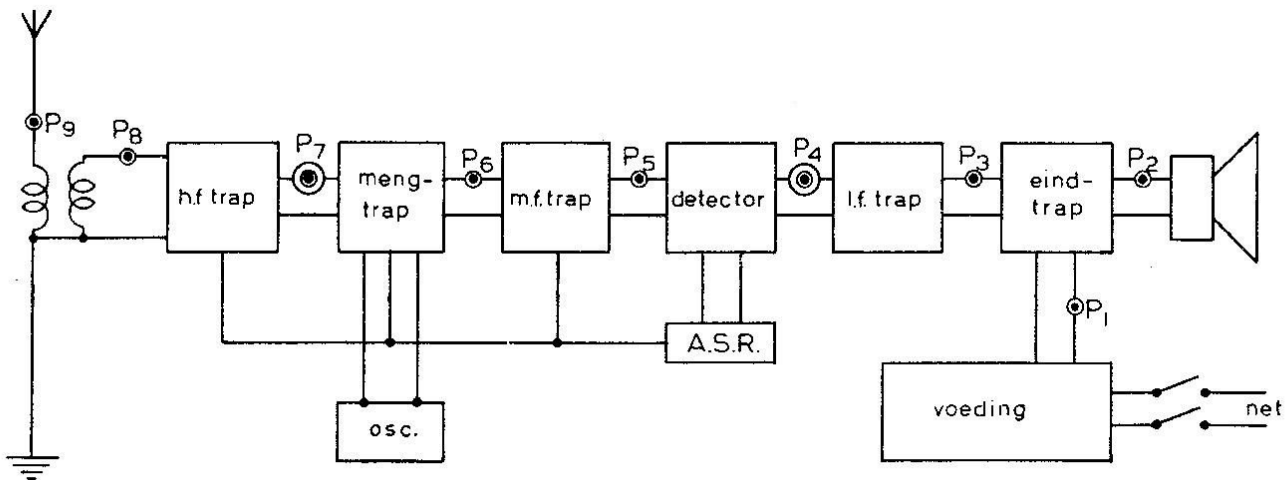 P9
P8
h.f trap
P7
meng-
trap
P6
m.f. trap
P5
detector
P4
l.f. trap
P3
eind-
trap
P2
P1
A.S.R.
osc.
voeding
net